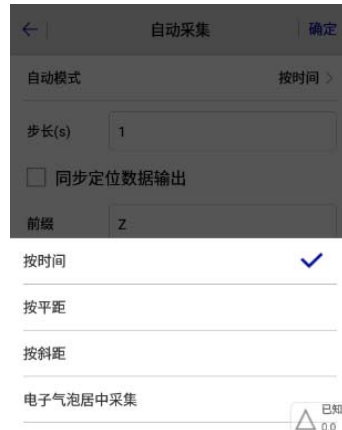 自动采集 确定
自动模式 按时间
步长(s) 1
同步定位数据输出
前缀 Z
按时间
按平距
按斜距
电子气泡居中采集
已知
0.0